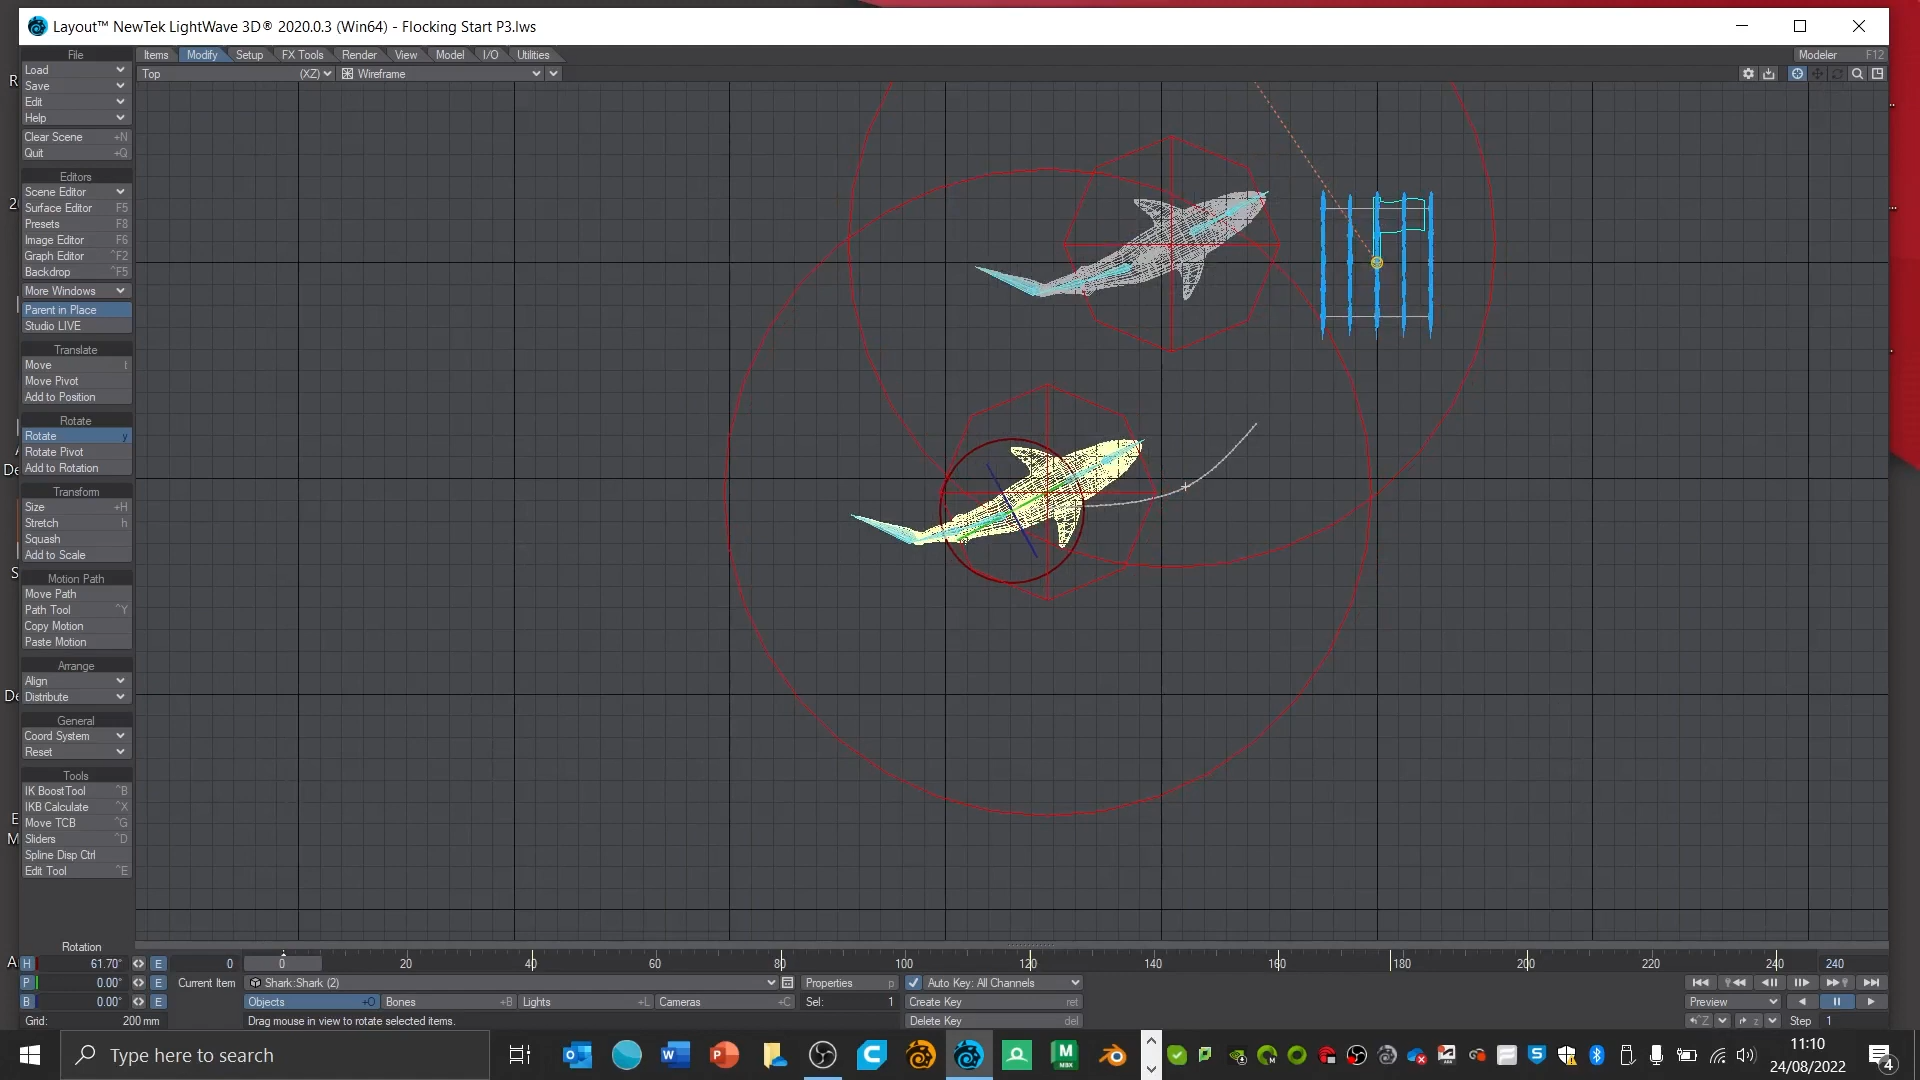 Layout™ NewTek LightWave 3D® 2020.0.3 (Win64) - Flocking Start P3.lws
File
Items Modify Setup FX Tools Render View Model I/O Utilities
Modeler F12
Load
Top (XZ) Wireframe
Save
Edit
Help
Clear Scene +N
Quit +Q
Editors
Scene Editor
Surface Editor F5
Presets F8
Image Editor F6
Graph Editor ^F2
Backdrop ^F5
More Windows
Parent in Place
Studio LIVE
Translate
Move t
Move Pivot
Add to Position
Rotate
Rotate y
Rotate Pivot
Add to Rotation
Transform
Size +H
Stretch h
Squash
Add to Scale
Motion Path
Move Path
Path Tool ^Y
Copy Motion
Paste Motion
Arrange
Align
Distribute
General
Coord System
Reset
Tools
IK BoostTool ^B
IKB Calculate ^X
Move TCB ^G
Sliders ^D
Spline Disp Ctrl
Edit Tool ^E
Rotation
H 61.70° E 0 0 20 40 60 80 100 120 140 160 180 200 220 240 240
P 0.00° E Current Item Shark:Shark (2) Properties p Auto Key: All Channels
B 0.00° E Objects +O Bones +B Lights +L Cameras +C Sel: 1 Create Key ret Preview
Grid: 200 mm Drag mouse in view to rotate selected items. Delete Key del ^Z z Step 1
Type here to search
11:10
24/08/2022
4